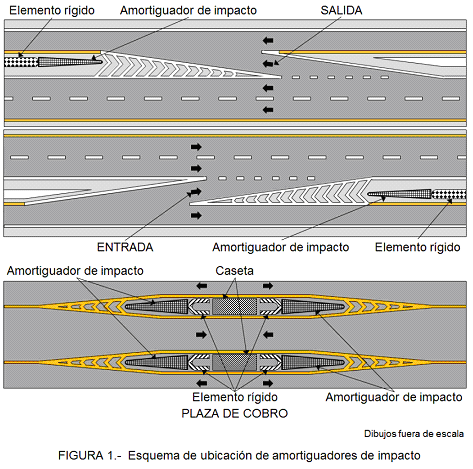 Elemento rígido Amortiguador de impacto SALIDA
ENTRADA Amortiguador de impacto Elemento rígido
Amortiguador de impacto Caseta
Elemento rígido Amortiguador de impacto
PLAZA DE COBRO
Dibujos fuera de escala
FIGURA 1.- Esquema de ubicación de amortiguadores de impacto